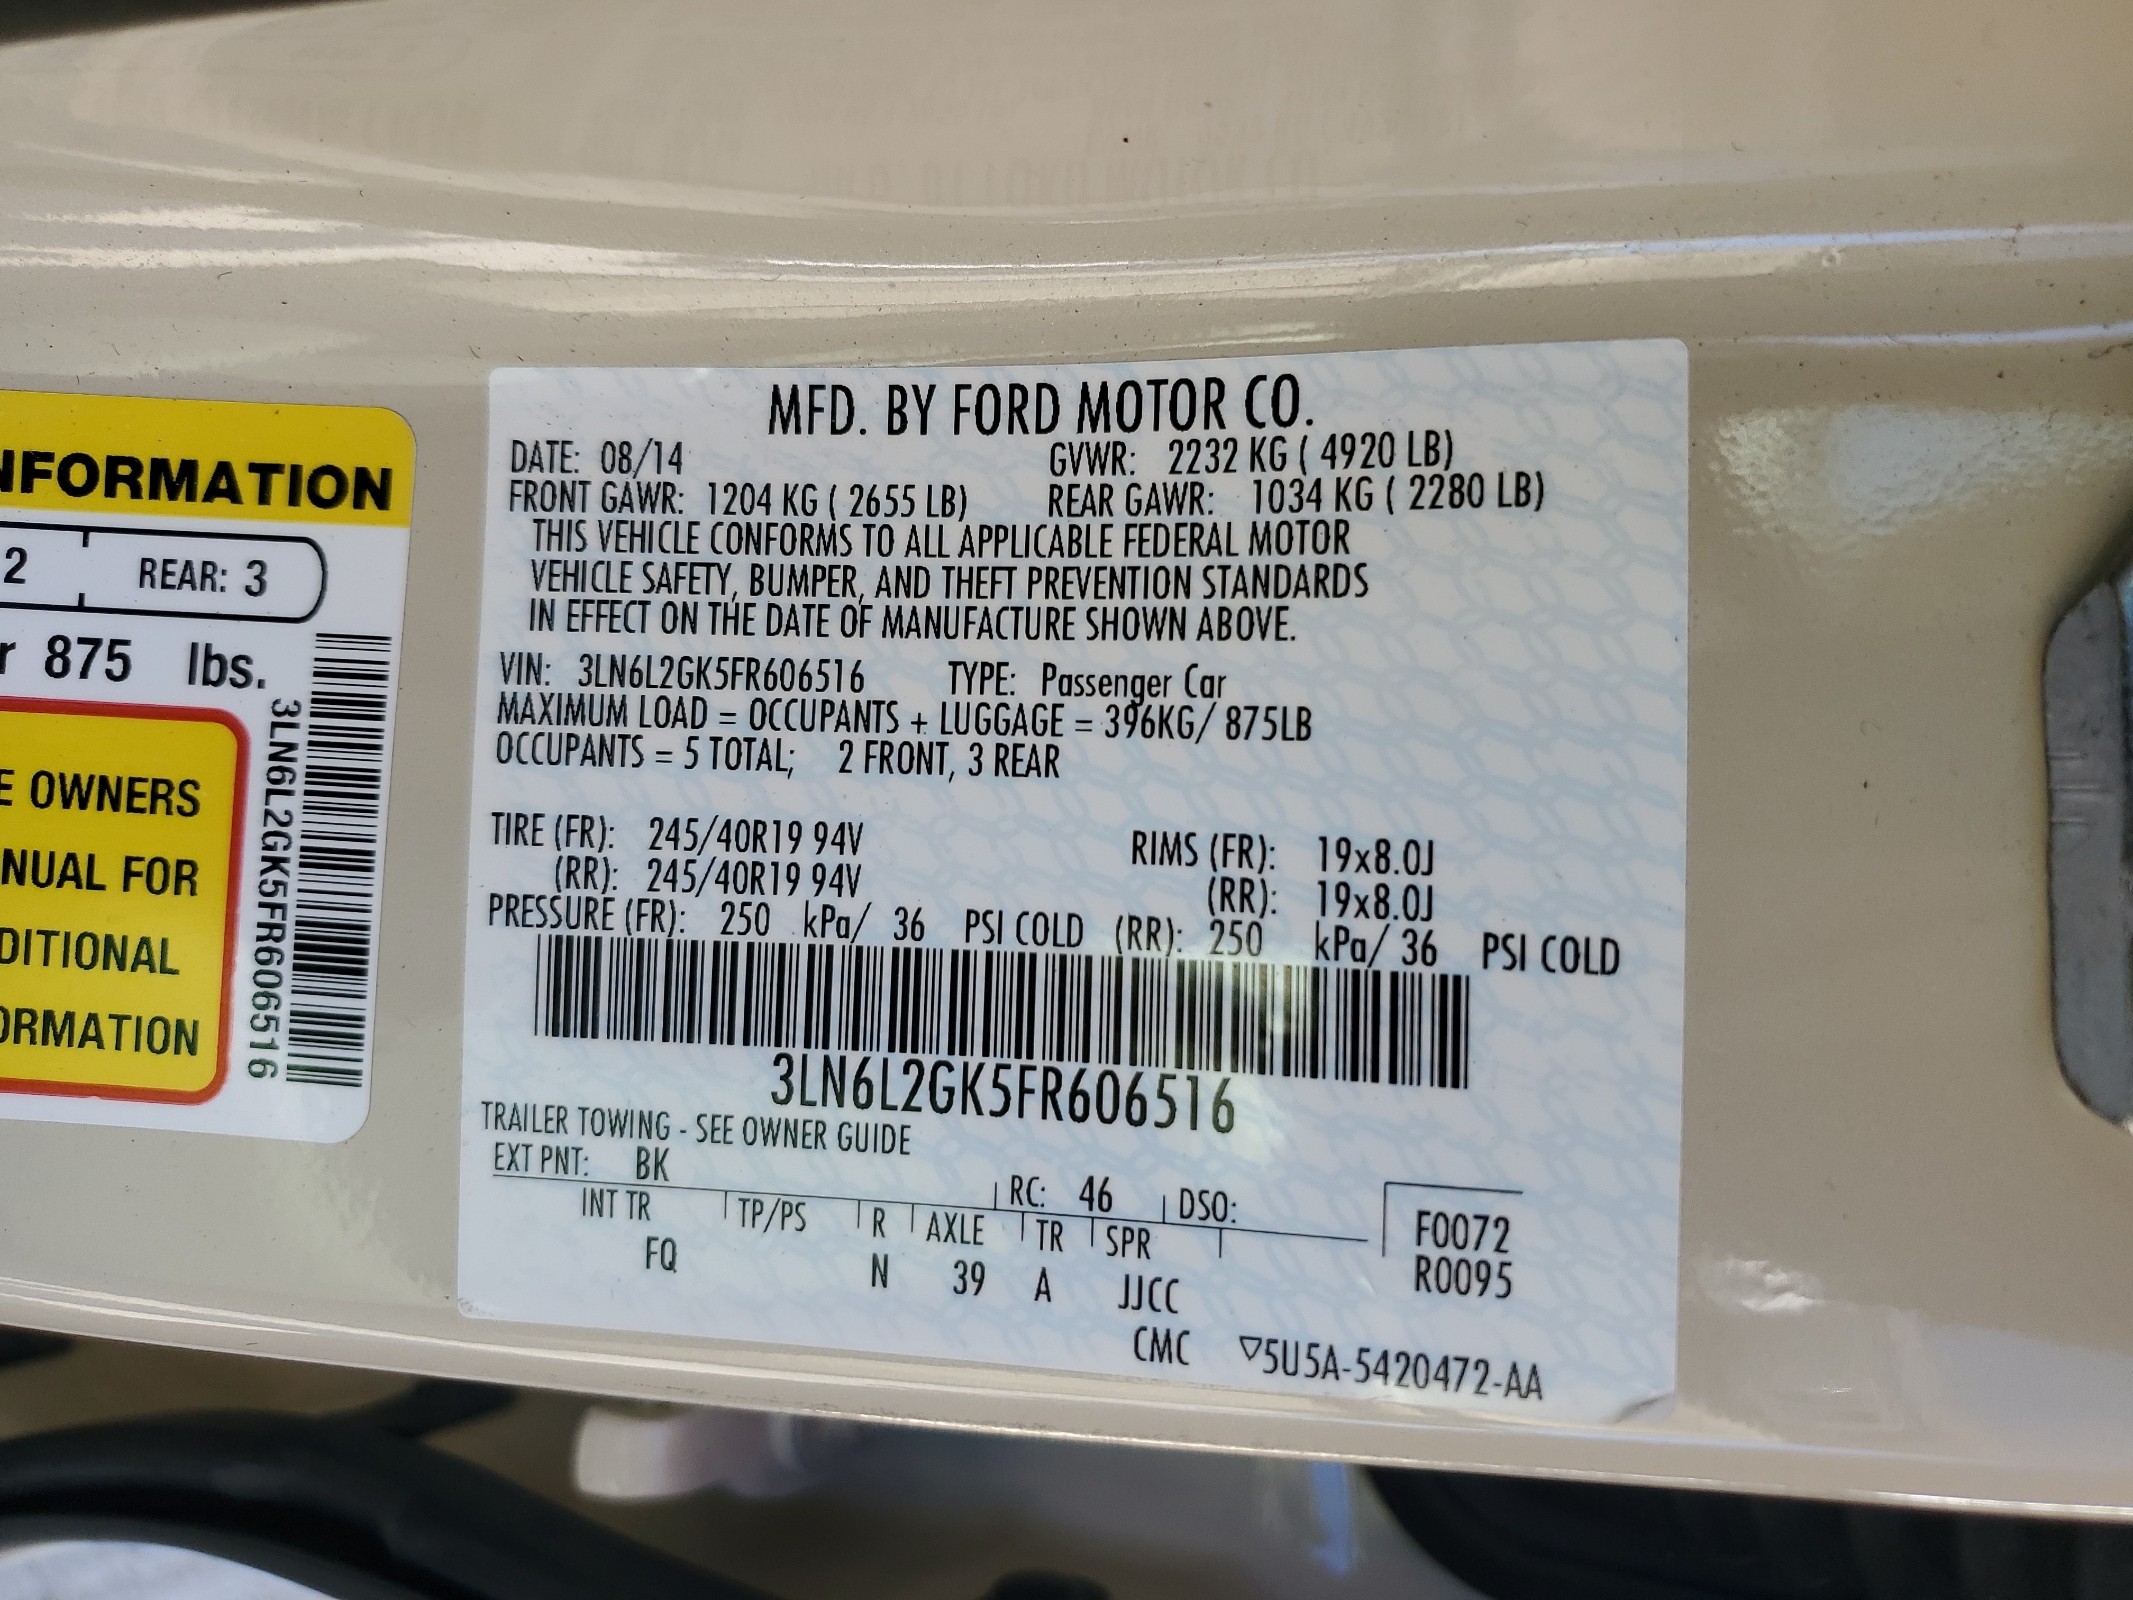 NFORMATION
2 REAR: 3
r 875 lbs.
E OWNERS
NUAL FOR
DITIONAL
ORMATION
3LN6L2GK5FR606516
MFD. BY FORD MOTOR CO.
DATE: 08/14 GVWR: 2232 KG ( 4920 LB)
FRONT GAWR: 1204 KG ( 2655 LB) REAR GAWR: 1034 KG ( 2280 LB)
THIS VEHICLE CONFORMS TO ALL APPLICABLE FEDERAL MOTOR
VEHICLE SAFETY, BUMPER, AND THEFT PREVENTION STANDARDS
IN EFFECT ON THE DATE OF MANUFACTURE SHOWN ABOVE.
VIN: 3LN6L2GK5FR606516 TYPE: Passenger Car
MAXIMUM LOAD = OCCUPANTS + LUGGAGE = 396KG/ 875LB
OCCUPANTS = 5 TOTAL; 2 FRONT, 3 REAR
TIRE (FR): 245/40R19 94V RIMS (FR): 19x8.0J
(RR): 245/40R19 94V (RR): 19x8.0J
PRESSURE (FR): 250 kPa/ 36 PSI COLD (RR): 250 kPa/ 36 PSI COLD
3LN6L2GK5FR606516
TRAILER TOWING - SEE OWNER GUIDE
EXT PNT: BK RC: 46 DSO:
INT TR TP/PS R AXLE TR SPR F0072
FQ N 39 A JJCC R0095
CMC ▽5U5A-5420472-AA